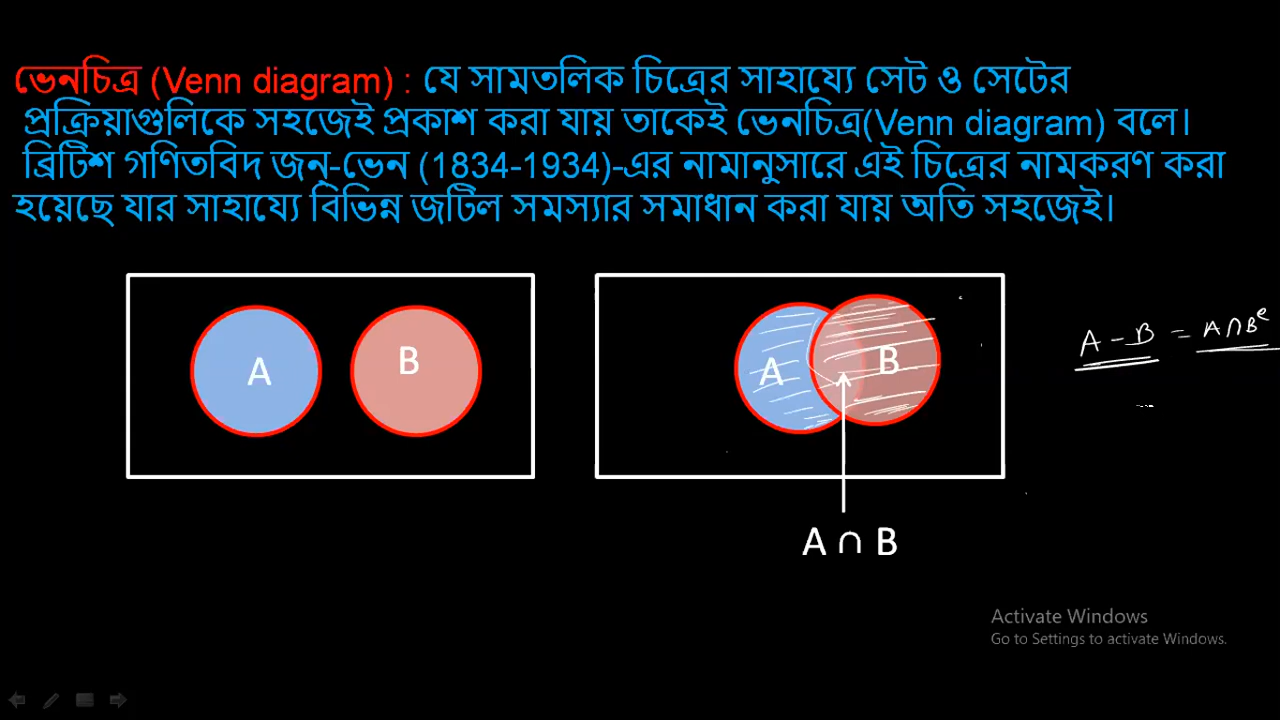 ভেনচিত্র (Venn diagram) : যে সামতলিক চিত্রের সাহায্যে সেট ও সেটের
প্রক্রিয়াগুলিকে সহজেই প্রকাশ করা যায় তাকেই ভেনচিত্র(Venn diagram) বলে।
ব্রিটিশ গণিতবিদ জন্-ভেন (1834-1934)-এর নামানুসারে এই চিত্রের নামকরণ করা
হয়েছে যার সাহায্যে বিভিন্ন জটিল সমস্যার সমাধান করা যায় অতি সহজেই।
A B
A B
A - B = A ∩ Bᶜ
A ∩ B
Activate Windows
Go to Settings to activate Windows.